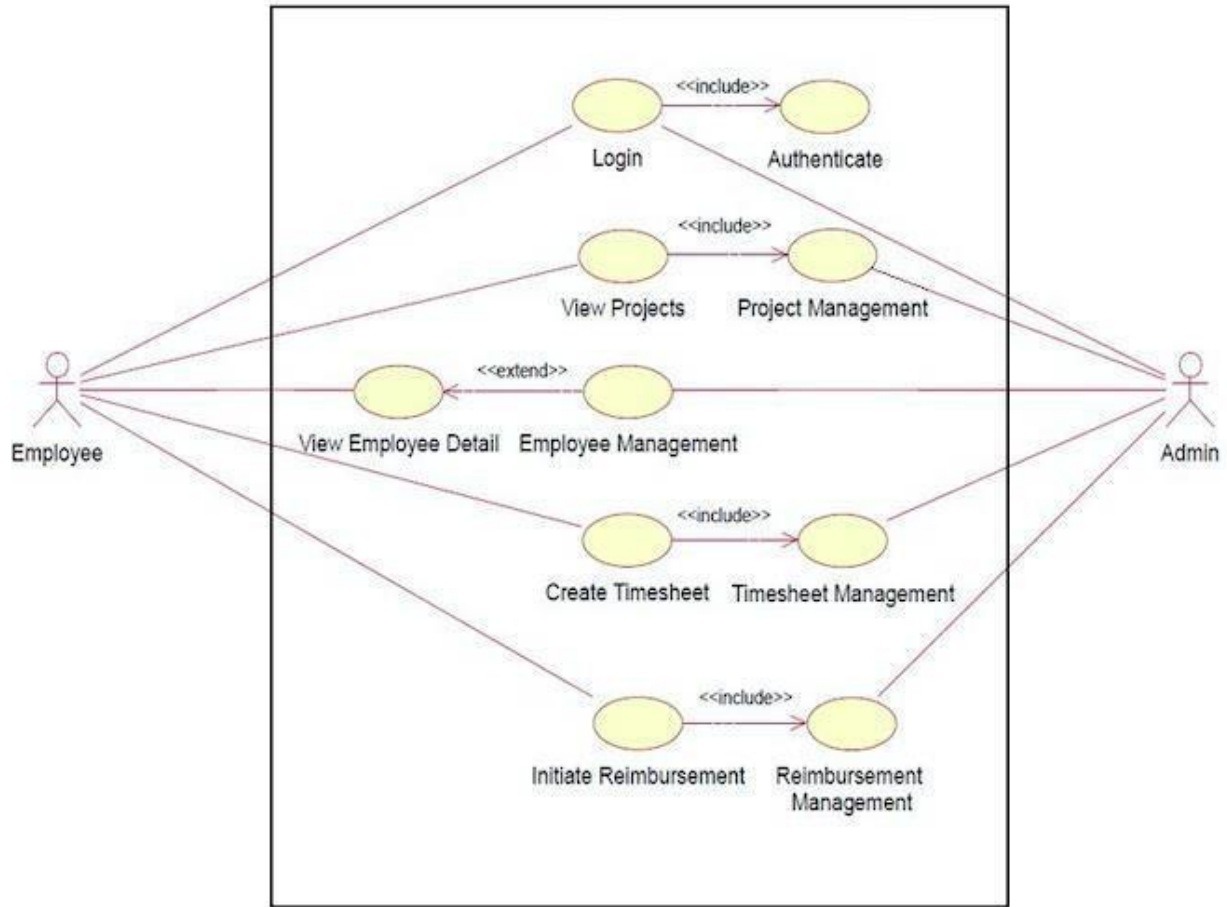 <<include>>
Login
Authenticate
<<include>>
View Projects
Project Management
<<extend>>
View Employee Detail
Employee Management
Employee
Admin
<<include>>
Create Timesheet
Timesheet Management
<<include>>
Initiate Reimbursement
Reimbursement
Management